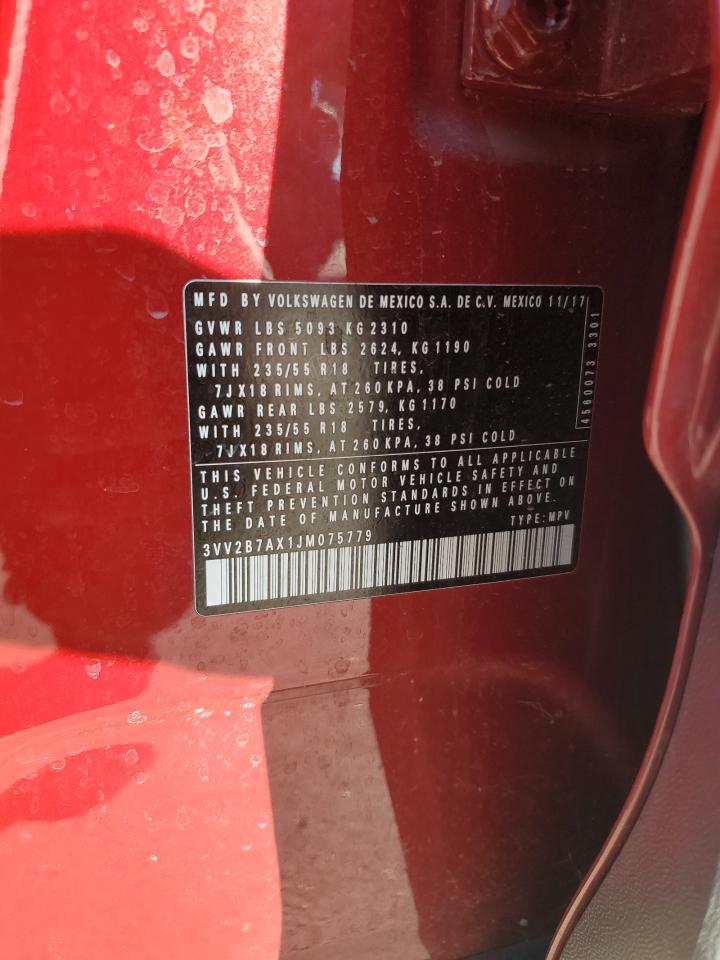 MFD BY VOLKSWAGEN DE MEXICO S.A. DE C.V. MEXICO 11/17
GVWR LBS 5093 KG 2310
GAWR FRONT LBS 2624, KG 1190
WITH 235/55 R18 TIRES,
7JX18 RIMS, AT 260 KPA, 38 PSI COLD
GAWR REAR LBS 2579, KG 1170
WITH 235/55 R18 TIRES,
7JX18 RIMS, AT 260 KPA, 38 PSI COLD
4560073 3301
THIS VEHICLE CONFORMS TO ALL APPLICABLE
U.S. FEDERAL MOTOR VEHICLE SAFETY AND
THEFT PREVENTION STANDARDS IN EFFECT ON
THE DATE OF MANUFACTURE SHOWN ABOVE.
TYPE: MPV
3VV2B7AX1JM075779